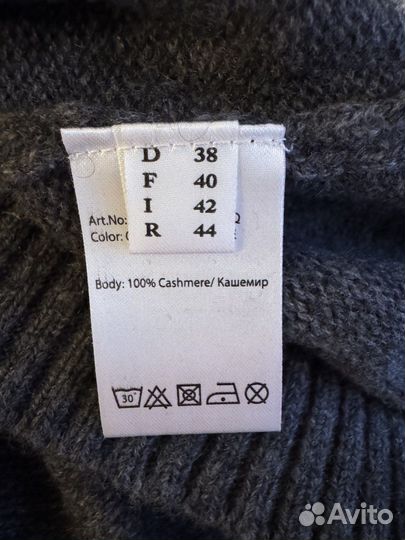 D 38
F 40
I 42
R 44
Art.No:
Color:
Body: 100% Cashmere/ Кашемир
30°
Avito